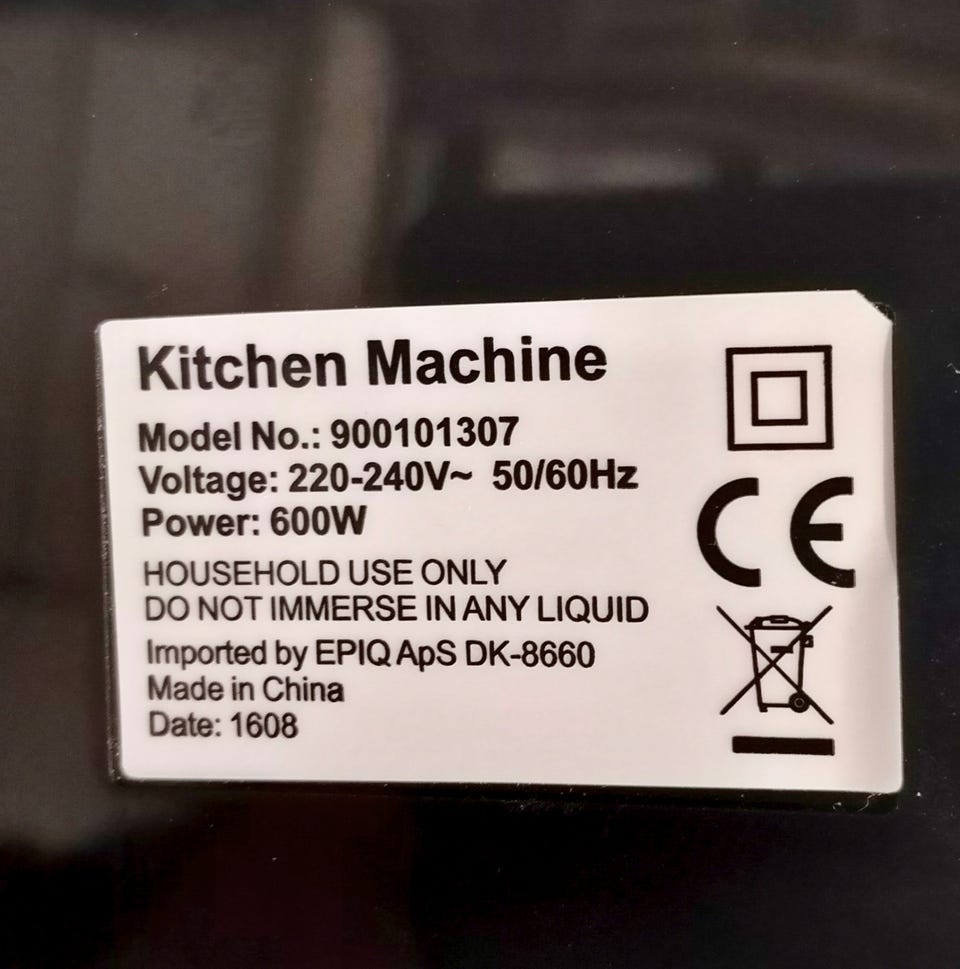 Kitchen Machine
Model No.: 900101307
Voltage: 220-240V~ 50/60Hz
Power: 600W
HOUSEHOLD USE ONLY
DO NOT IMMERSE IN ANY LIQUID
Imported by EPIQ ApS DK-8660
Made in China
Date: 1608
CE